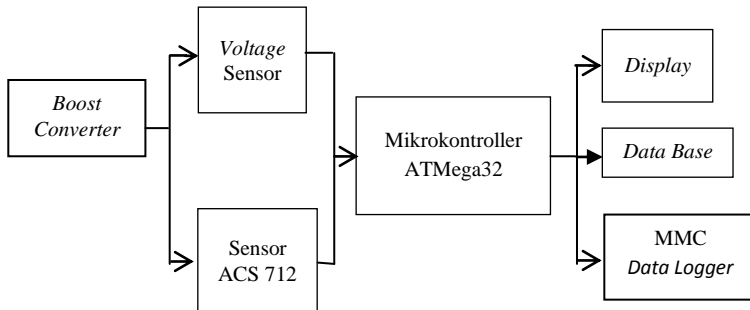 Boost
Converter
Voltage
Sensor
Sensor
ACS 712
Mikrokontroller
ATMega32
Display
Data Base
MMC
Data Logger